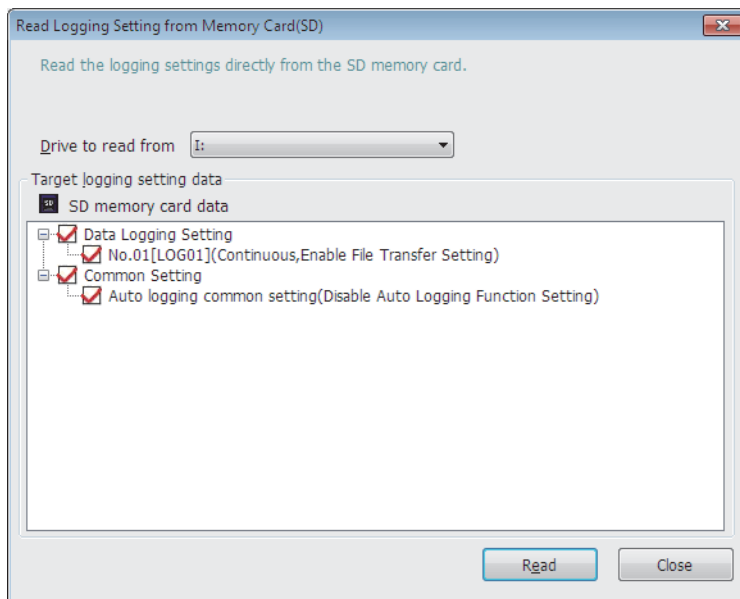 Read Logging Setting from Memory Card(SD)
Read the logging settings directly from the SD memory card.
Drive to read from I:
Target logging setting data
SD
SD memory card data
Data Logging Setting
No.01[LOG01](Continuous,Enable File Transfer Setting)
Common Setting
Auto logging common setting(Disable Auto Logging Function Setting)
Read Close